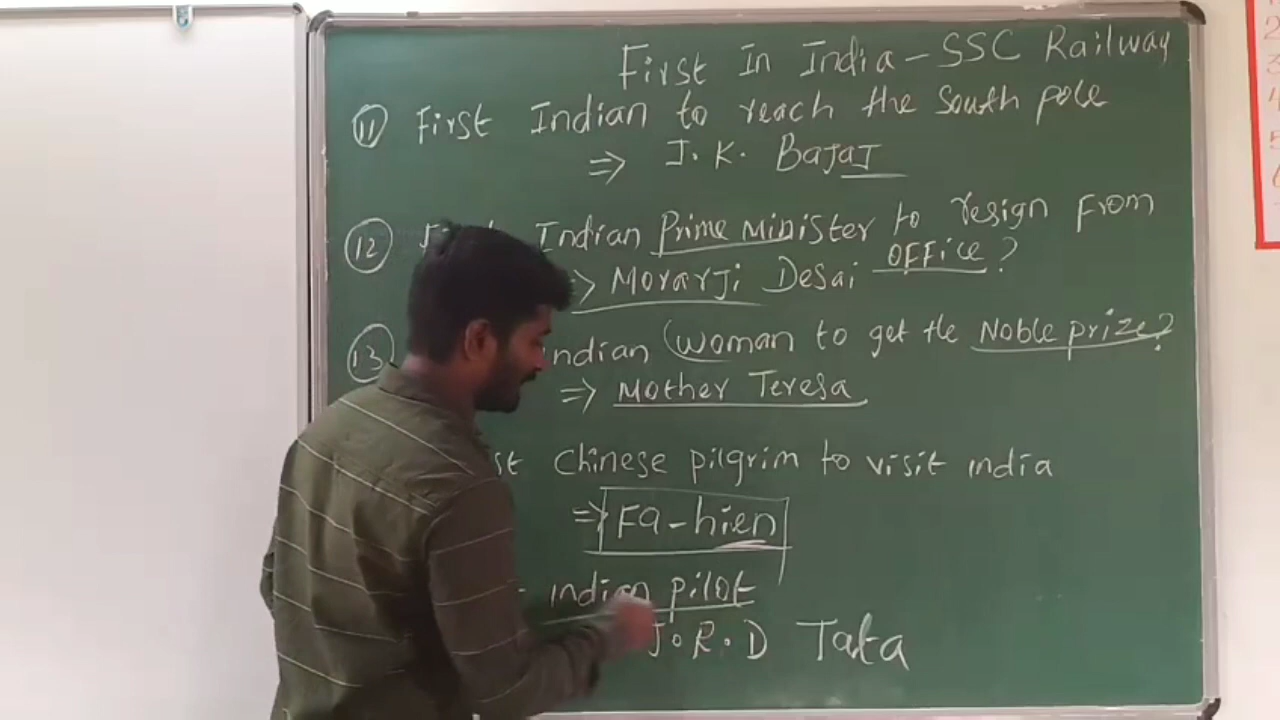 First In India - SSC Railway
11 First Indian to reach the south pole
=> J. K. Bajaj
12 Indian Prime Minister to resign from
office?
=> Morarji Desai
13 ndian woman to get the Noble prize?
=> Mother Teresa
st Chinese pilgrim to visit india
=> Fa-hien
indian pilot
J.R.D Tata